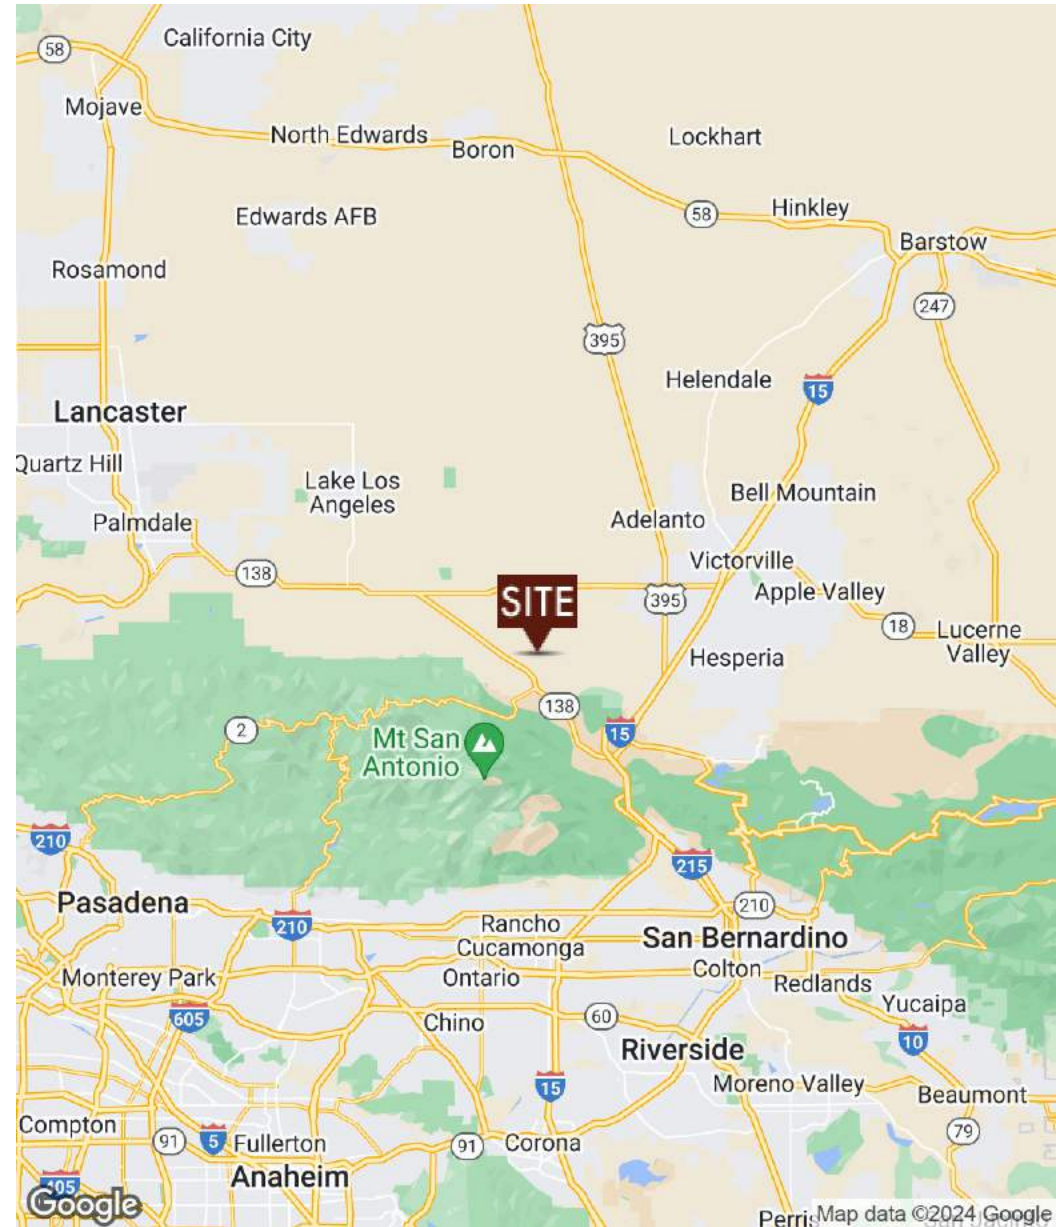 California City
58
Mojave
North Edwards
Boron
Lockhart
Edwards AFB
58
Hinkley
Barstow
Rosamond
247
395
Helendale
15
Lancaster
Quartz Hill
Lake Los
Angeles
Bell Mountain
Palmdale
Adelanto
Victorville
138
SITE
395
Apple Valley
18
Lucerne
Valley
Hesperia
138
2
15
Mt San
Antonio
210
215
Pasadena
210
210
Rancho
Cucamonga
San Bernardino
Monterey Park
Ontario
Colton
Redlands
Yucaipa
605
Chino
60
10
Riverside
15
Moreno Valley
Beaumont
Compton
91
5
Fullerton
91
Corona
79
Anaheim
405
Google
Perris
Map data ©2024 Google